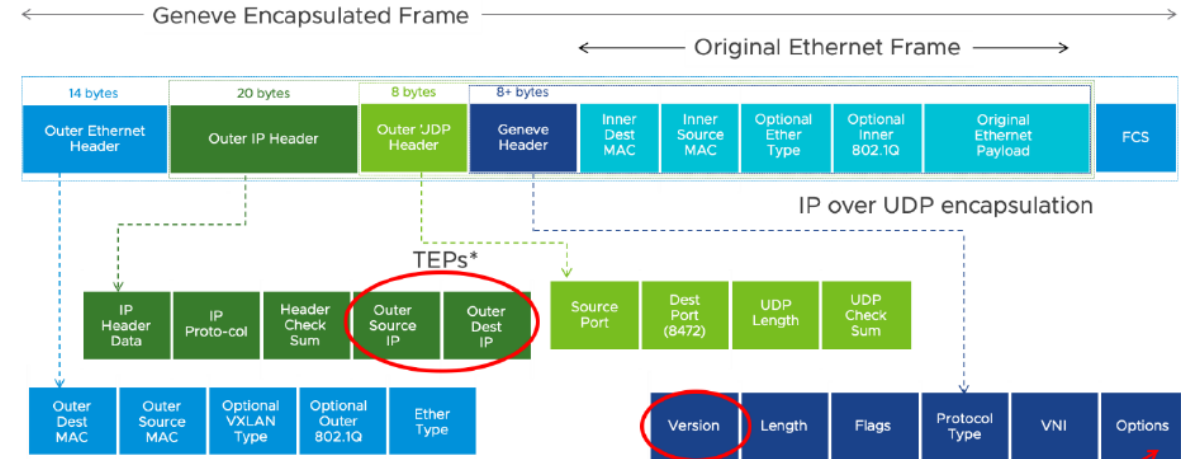 Geneve Encapsulated Frame
Original Ethernet Frame
14 bytes
20 bytes
8 bytes
8+ bytes
Outer Ethernet
Header
Outer IP Header
Outer UDP
Header
Geneve
Header
Inner
Dest
MAC
Inner
Source
MAC
Optional
Ether
Type
Optional
Inner
802.1Q
Original
Ethernet
Payload
FCS
IP over UDP encapsulation
TEPs*
IP
Header
Data
IP
Proto-col
Header
Check
Sum
Outer
Source
IP
Outer
Dest
IP
Source
Port
Dest
Port
(8472)
UDP
Length
UDP
Check
Sum
Outer
Dest
MAC
Outer
Source
MAC
Optional
VXLAN
Type
Optional
Outer
802.1Q
Ether
Type
Version
Length
Flags
Protocol
Type
VNI
Options